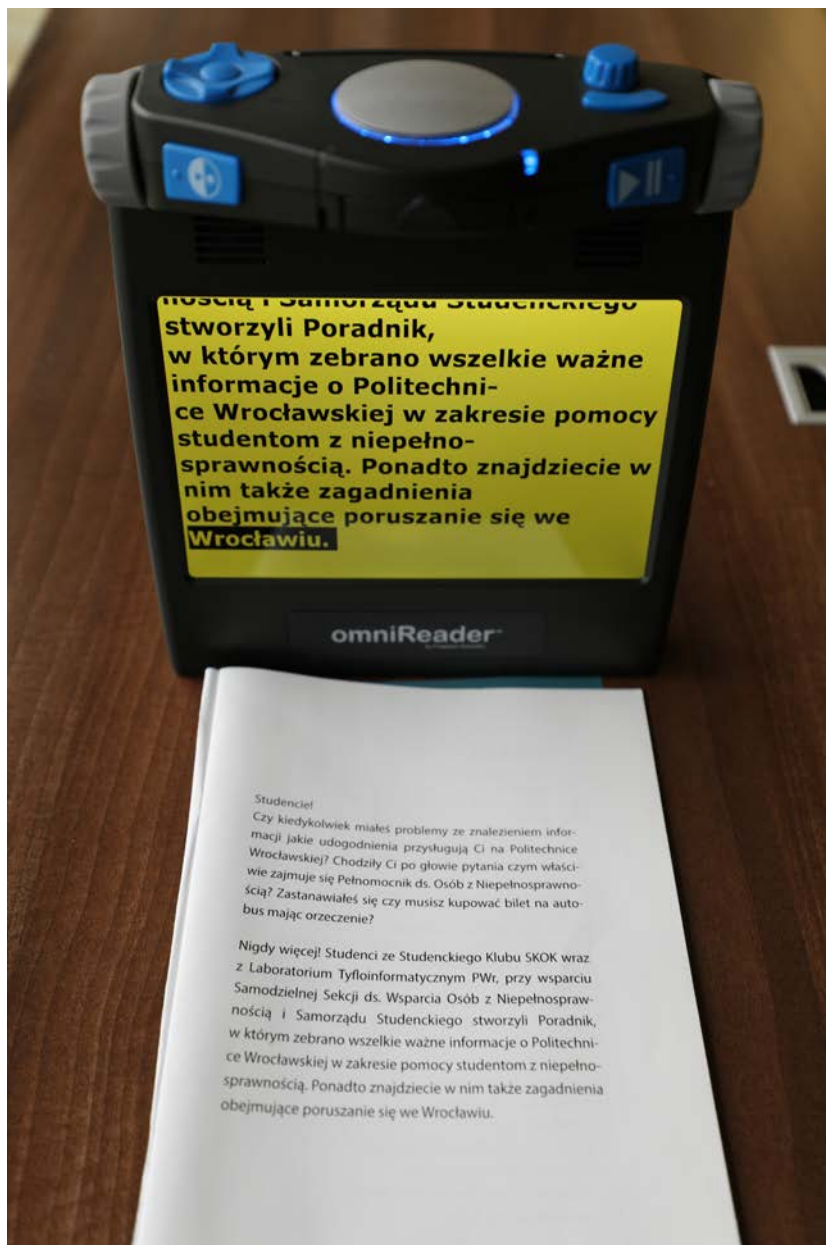 nością i Samorządu Studenckiego
stworzyli Poradnik,
w którym zebrano wszelkie ważne
informacje o Politechni-
ce Wrocławskiej w zakresie pomocy
studentom z niepełno-
sprawnością. Ponadto znajdziecie w
nim także zagadnienia
obejmujące poruszanie się we
Wrocławiu.
omniReader
Studencie!
Czy kiedykolwiek miałeś problemy ze znalezieniem infor-
macji jakie udogodnienia przysługują Ci na Politechnice
Wrocławskiej? Chodziły Ci po głowie pytania czym właści-
wie zajmuje się Pełnomocnik ds. Osób z Niepełnosprawno-
ścią? Zastanawiałeś się czy musisz kupować bilet na auto-
bus mając orzeczenie?
Nigdy więcej! Studenci ze Studenckiego Klubu SKOK wraz
z Laboratorium Tyfloinformatycznym PWr, przy wsparciu
Samodzielnej Sekcji ds. Wsparcia Osób z Niepełnospraw-
nością i Samorządu Studenckiego stworzyli Poradnik,
w którym zebrano wszelkie ważne informacje o Politechni-
ce Wrocławskiej w zakresie pomocy studentom z niepełno-
sprawnością. Ponadto znajdziecie w nim także zagadnienia
obejmujące poruszanie się we Wrocławiu.